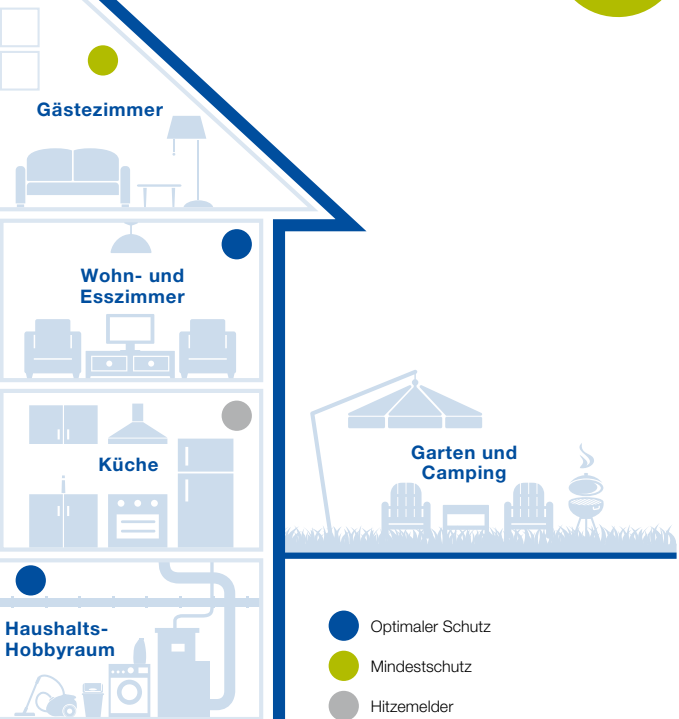 Gästezimmer
Wohn- und
Esszimmer
Küche
Garten und
Camping
Haushalts-
Hobbyraum
Optimaler Schutz
Mindestschutz
Hitzemelder